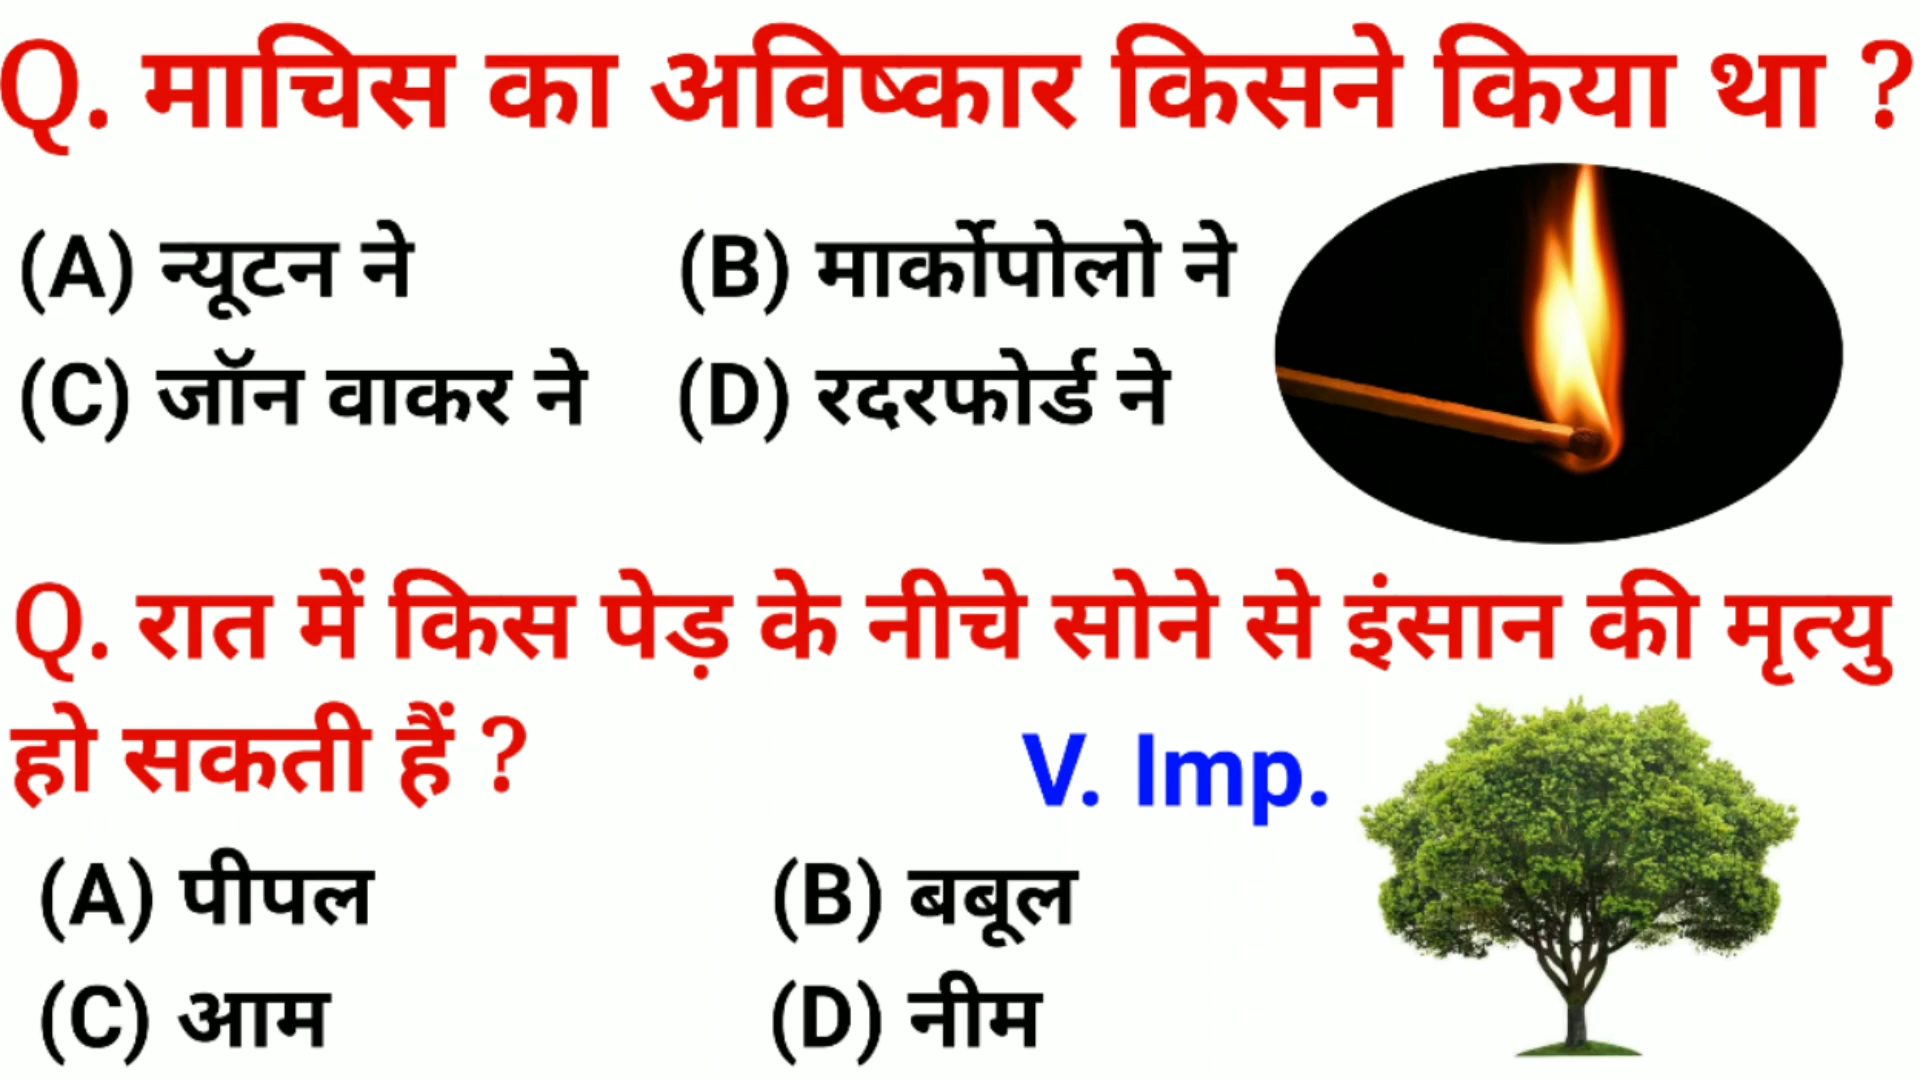 Q. माचिस का अविष्कार किसने किया था ?
(A) न्यूटन ने (B) मार्कोपोलो ने
(C) जॉन वाकर ने (D) रदरफोर्ड ने
Q. रात में किस पेड़ के नीचे सोने से इंसान की मृत्यु
हो सकती हैं ?
V. Imp.
(A) पीपल (B) बबूल
(C) आम (D) नीम